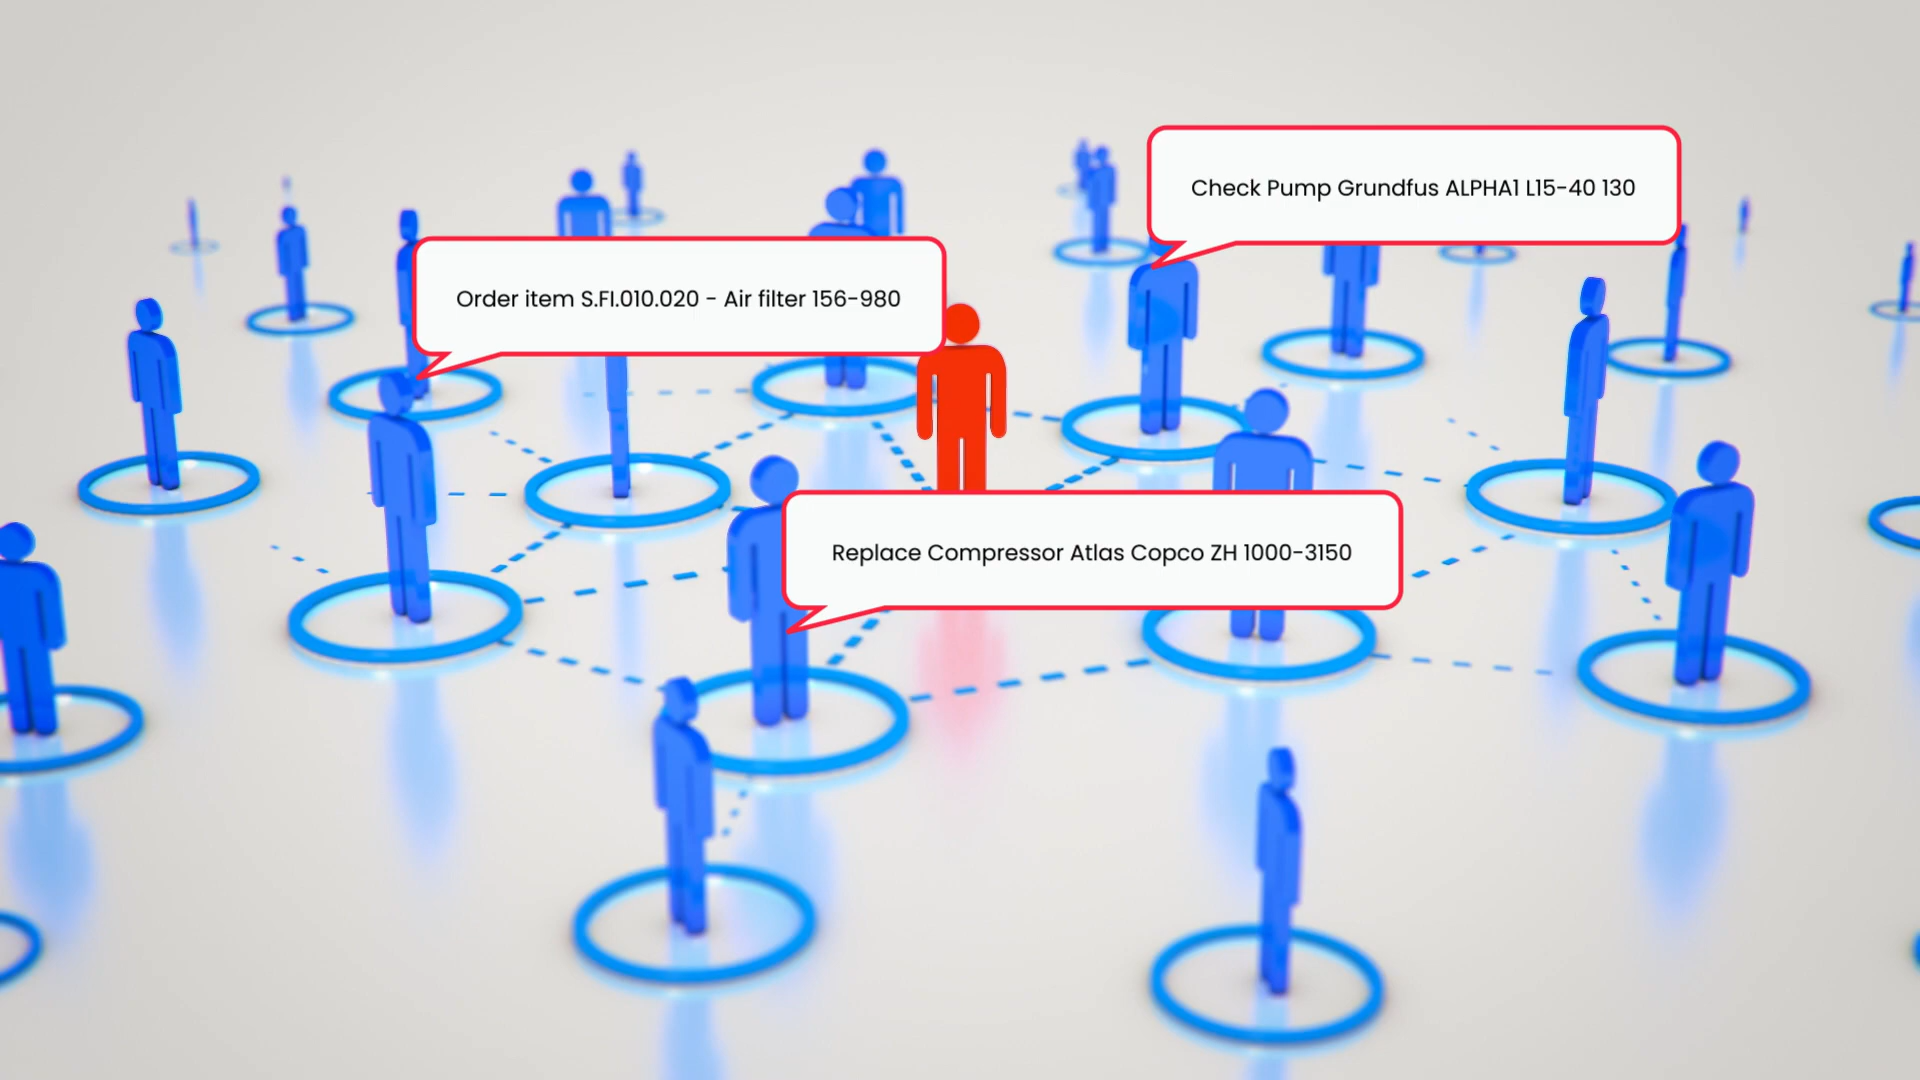 Check Pump Grundfus ALPHA1 L15-40 130
Order item S.FI.010.020 - Air filter 156-980
Replace Compressor Atlas Copco ZH 1000-3150